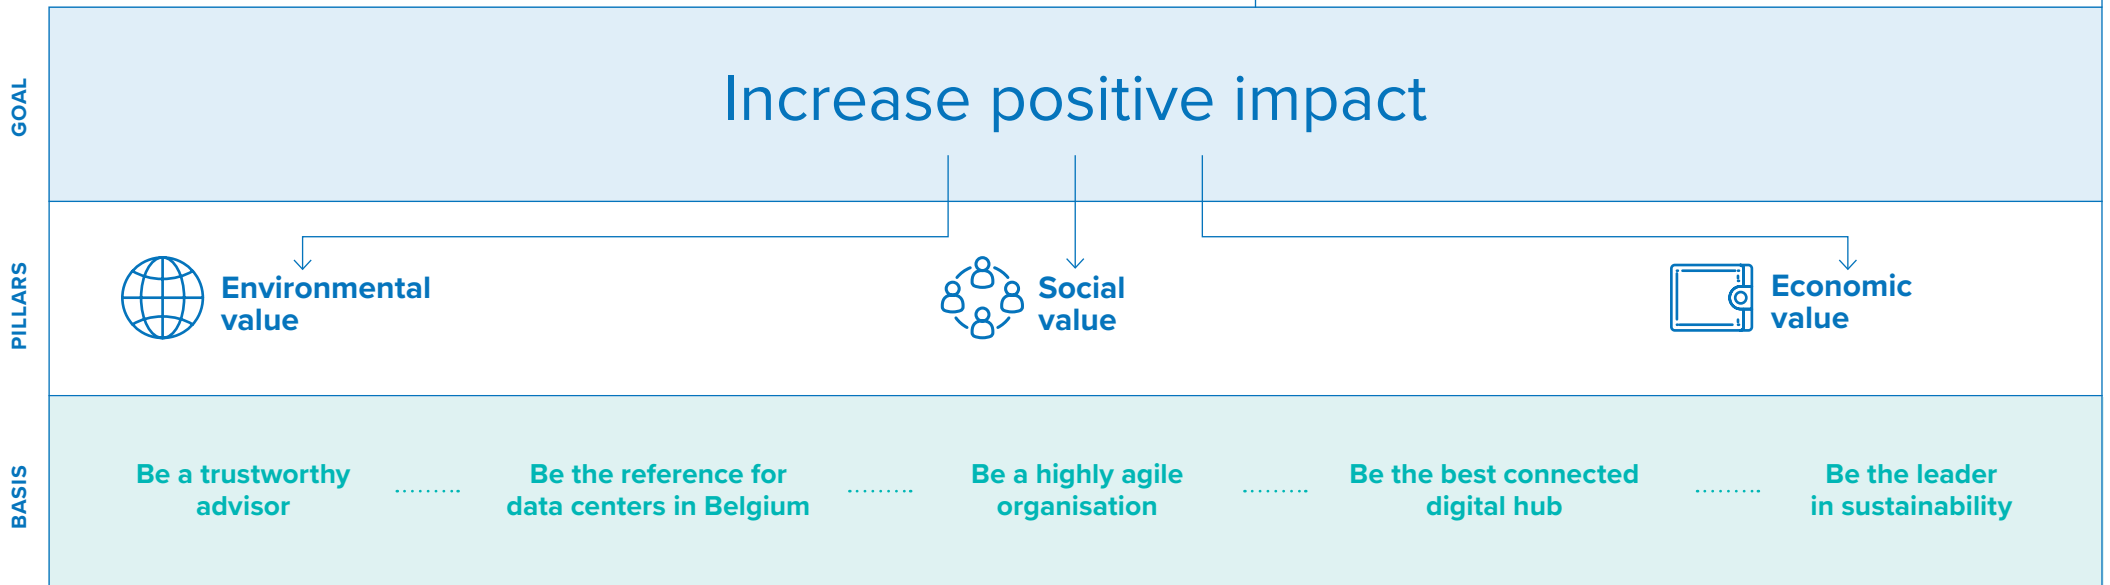 GOAL
Increase positive impact
PILLARS
Environmental
value
Social
value
Economic
value
BASIS
Be a trustworthy
advisor
Be the reference for
data centers in Belgium
Be a highly agile
organisation
Be the best connected
digital hub
Be the leader
in sustainability